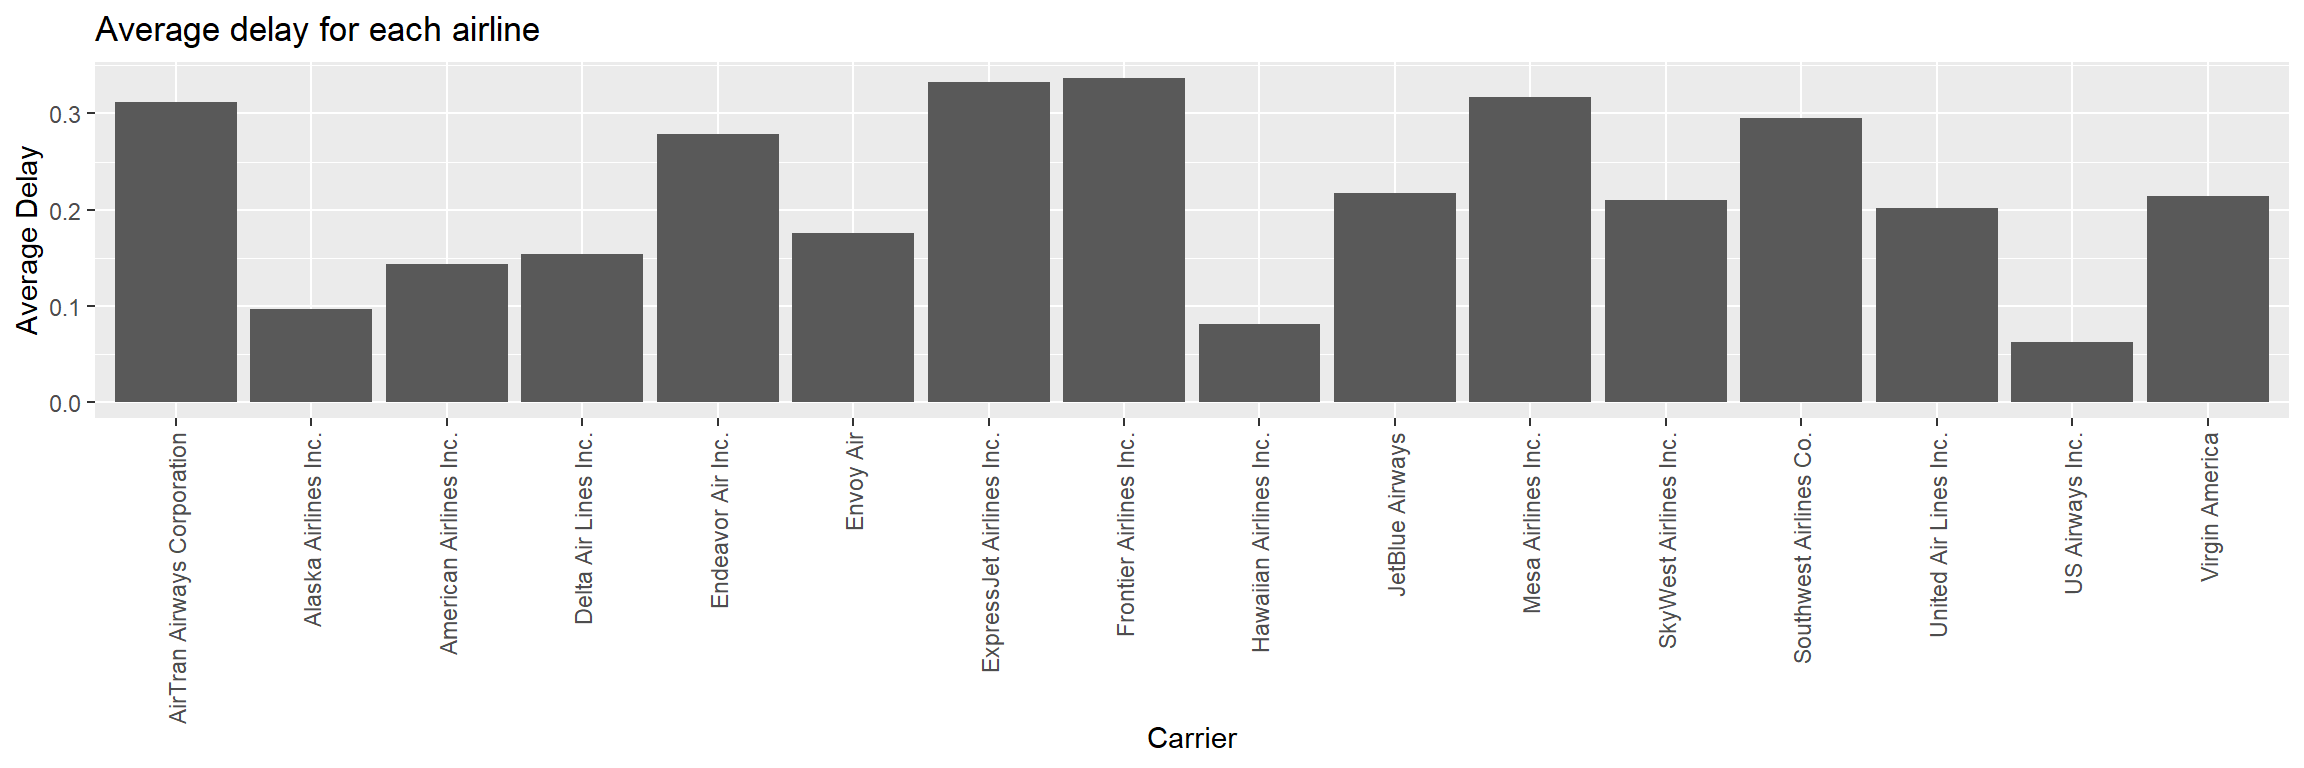 Average delay for each airline
Average Delay
0.3
0.2
0.1
0.0
AirTran Airways Corporation
Alaska Airlines Inc.
American Airlines Inc.
Delta Air Lines Inc.
Endeavor Air Inc.
Envoy Air
ExpressJet Airlines Inc.
Frontier Airlines Inc.
Hawaiian Airlines Inc.
JetBlue Airways
Mesa Airlines Inc.
SkyWest Airlines Inc.
Southwest Airlines Co.
United Air Lines Inc.
US Airways Inc.
Virgin America
Carrier